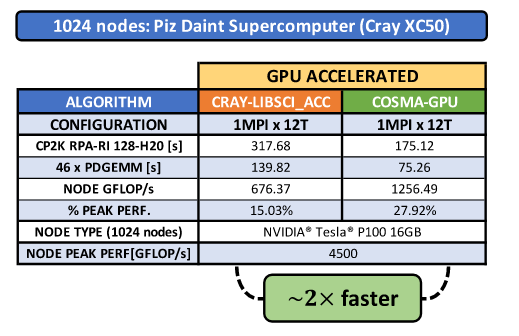 1024 nodes: Piz Daint Supercomputer (Cray XC50)
GPU ACCELERATED
ALGORITHM CRAY-LIBSCI_ACC COSMA-GPU
CONFIGURATION 1MPI x 12T 1MPI x 12T
CP2K RPA-RI 128-H20 [s] 317.68 175.12
46 x PDGEMM [s] 139.82 75.26
NODE GFLOP/s 676.37 1256.49
% PEAK PERF. 15.03% 27.92%
NODE TYPE (1024 nodes) NVIDIA® Tesla® P100 16GB
NODE PEAK PERF[GFLOP/s] 4500
~2× faster